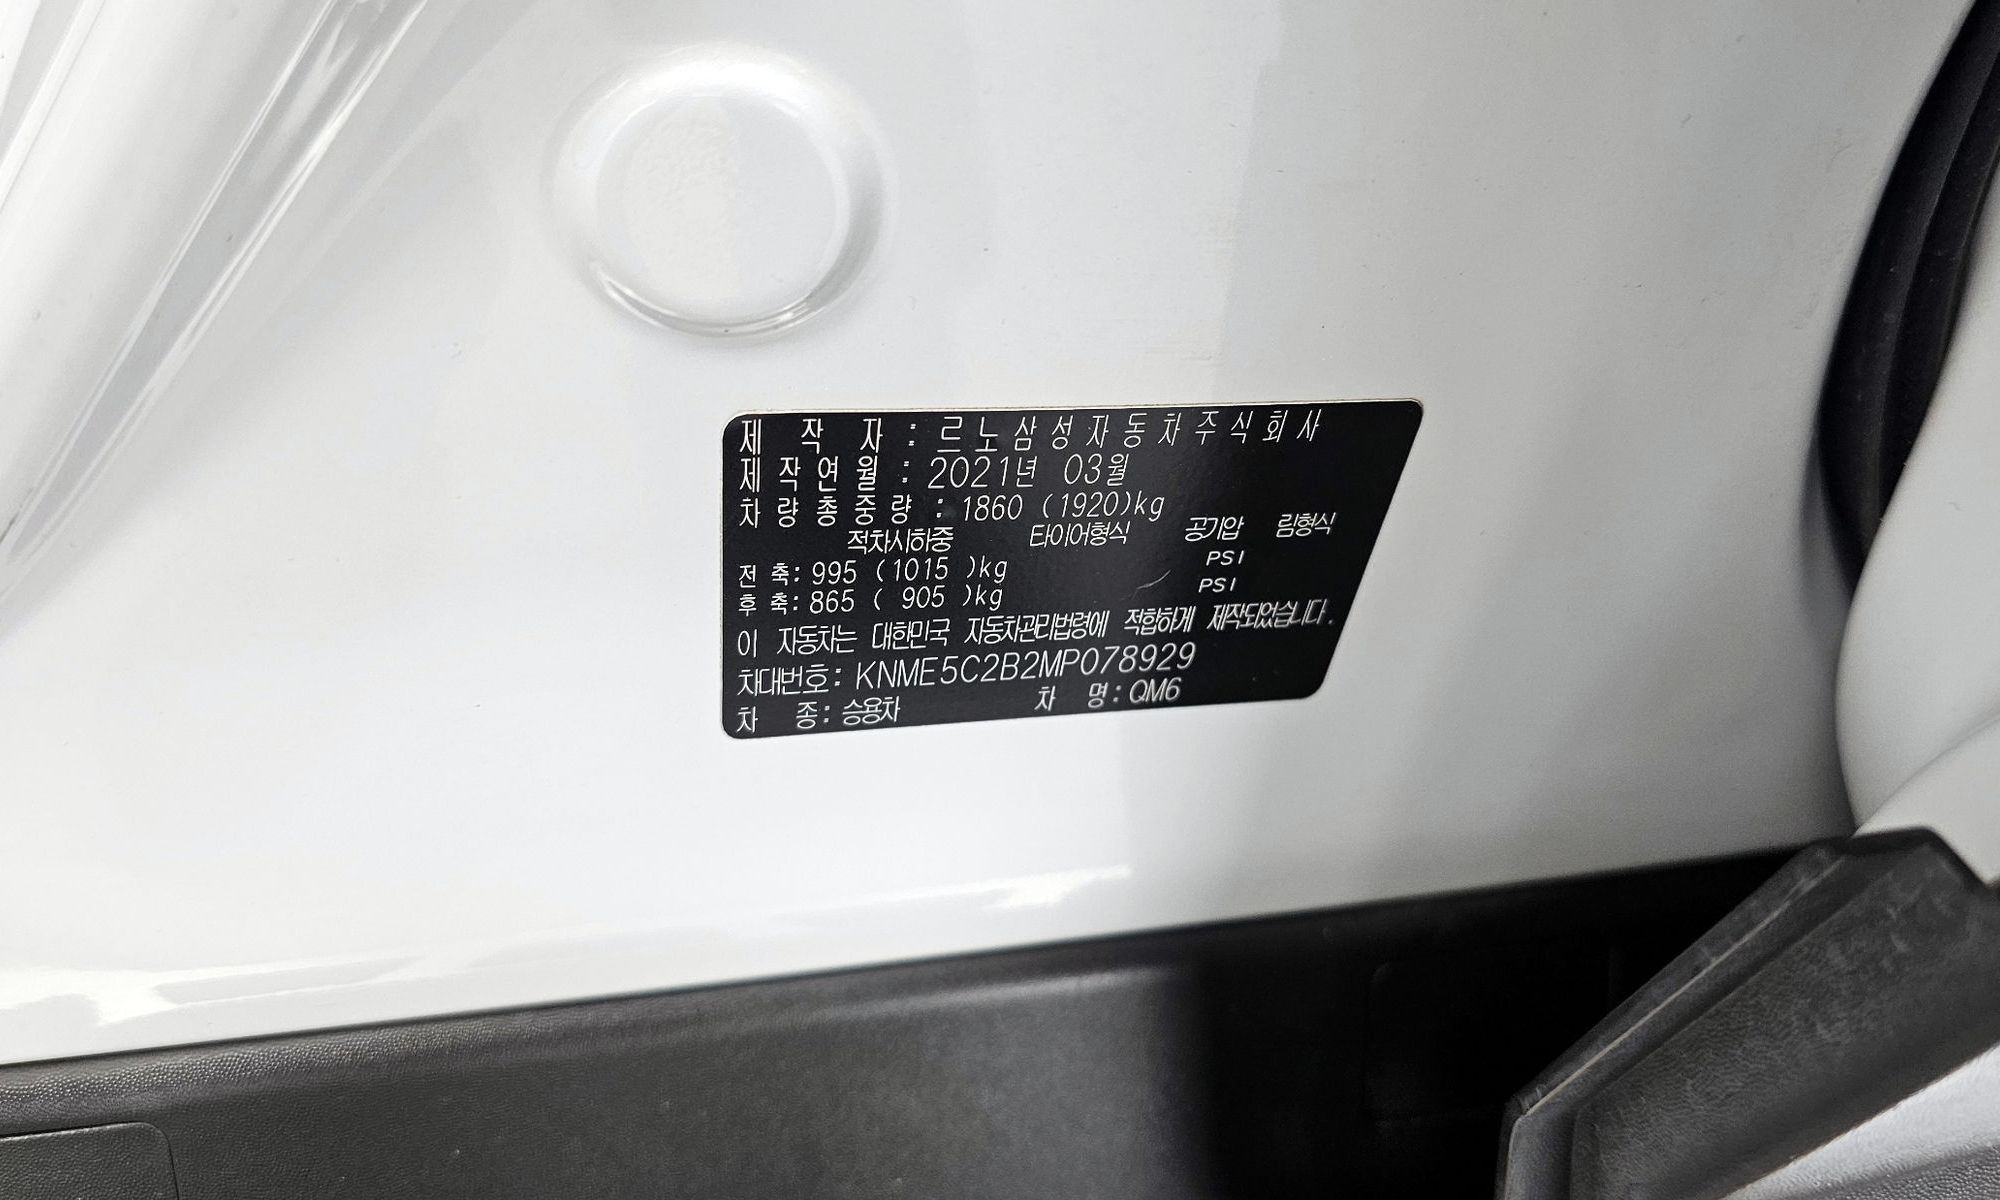 제 작 자 : 르노삼성자동차주식회사
제작연월 : 2021년 03월
차량총중량 : 1860 (1920)kg
적차시하중 타이어형식 공기압 림형식
전 축: 995 (1015 )kg PSI
후 축: 865 ( 905 )kg PSI
이 자동차는 대한민국 자동차관리법령에 적합하게 제작되었습니다.
차대번호: KNME5C2B2MP078929
차 종: 승용차 차 명: QM6